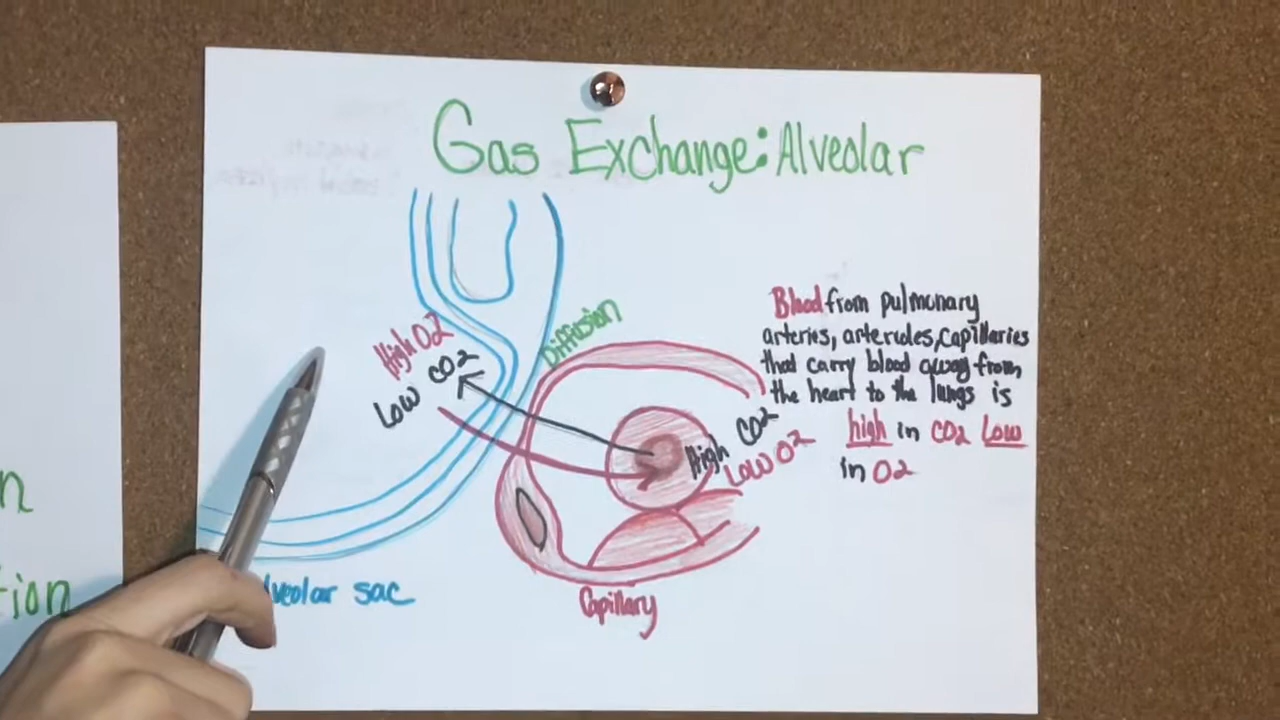 Gas Exchange: Alveolar
High O2
Low CO2
Diffusion
Blood from pulmonary
arteries, arterioles, capillaries
that carry blood away from
the heart to the lungs is
high in CO2 Low
in O2
High CO2
Low O2
lveolar sac
Capillary
n
tion